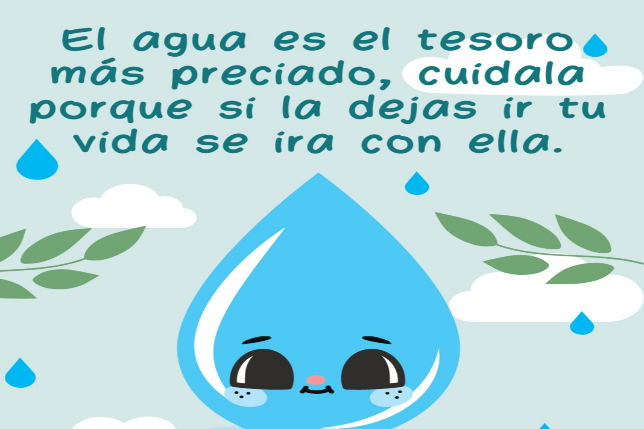 El agua es el tesoro
más preciado, cuidala
porque si la dejas ir tu
vida se ira con ella.